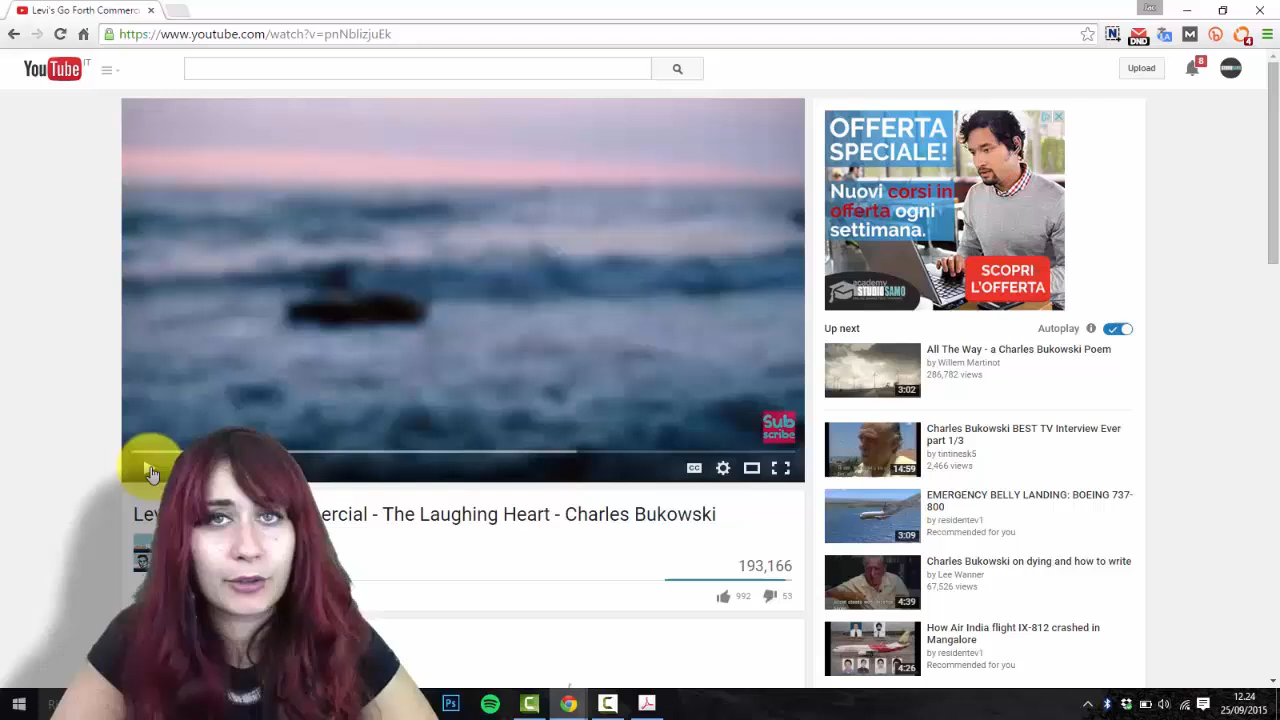 Levi's Go Forth Commerc
https://www.youtube.com/watch?v=pnNblizjuEk
DND
4
YouTube IT
Upload
8
OFFERTA
SPECIALE!
Nuovi corsi in
offerta ogni
settimana.
SCOPRI
L'OFFERTA
academy
STUDIOSAMO
Up next
Autoplay
All The Way - a Charles Bukowski Poem
by Willem Martinot
286,782 views
3:02
Charles Bukowski BEST TV Interview Ever
part 1/3
by tintinesk5
2,466 views
14:59
EMERGENCY BELLY LANDING: BOEING 737-
800
by residentev1
Recommended for you
3:09
Charles Bukowski on dying and how to write
by Lee Wanner
67,526 views
4:39
How Air India flight IX-812 crashed in
Mangalore
by residentev1
Recommended for you
4:26
Sub
scribe
CC
Le ercial - The Laughing Heart - Charles Bukowski
193,166
992
53
12.24
25/09/2015